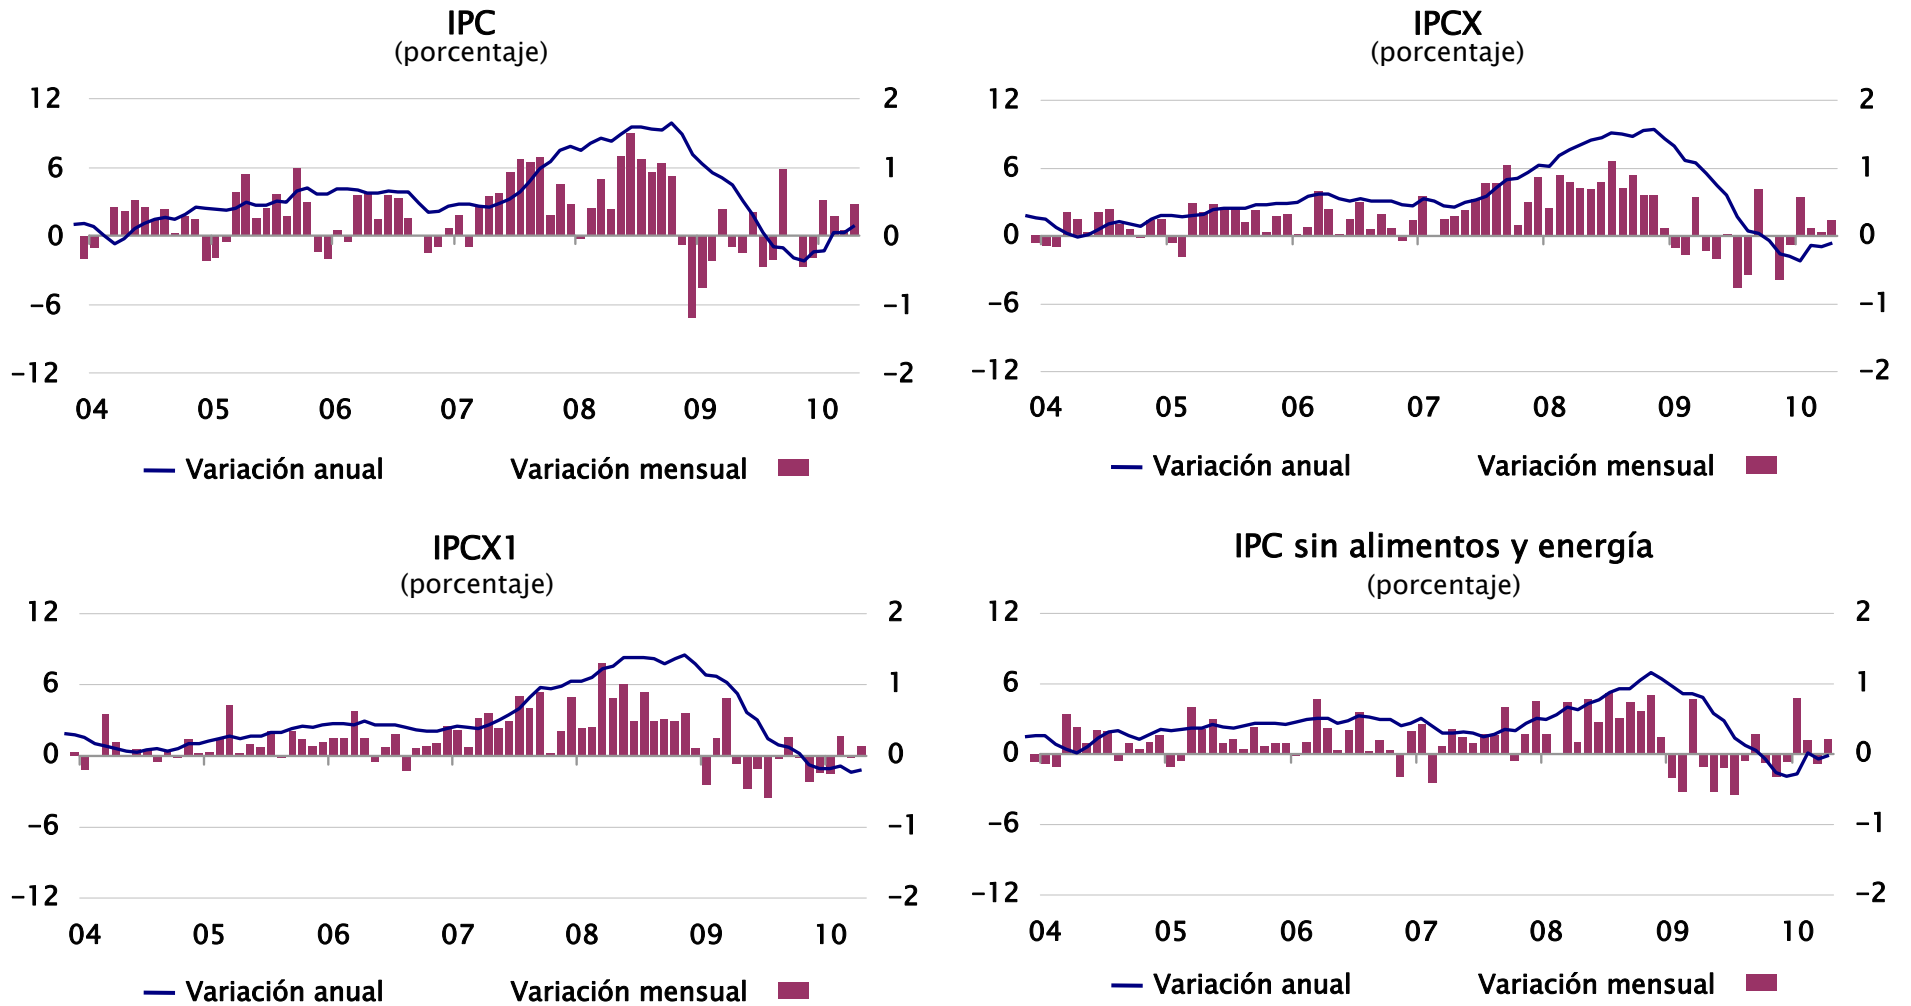 IPC
(porcentaje)
12
6
0
−6
−12
2
1
0
−1
−2
04 05 06 07 08 09 10
Variación anual Variación mensual
IPCX
(porcentaje)
12
6
0
−6
−12
2
1
0
−1
−2
04 05 06 07 08 09 10
Variación anual Variación mensual
IPCX1
(porcentaje)
12
6
0
−6
−12
2
1
0
−1
−2
04 05 06 07 08 09 10
Variación anual Variación mensual
IPC sin alimentos y energía
(porcentaje)
12
6
0
−6
−12
2
1
0
−1
−2
04 05 06 07 08 09 10
Variación anual Variación mensual